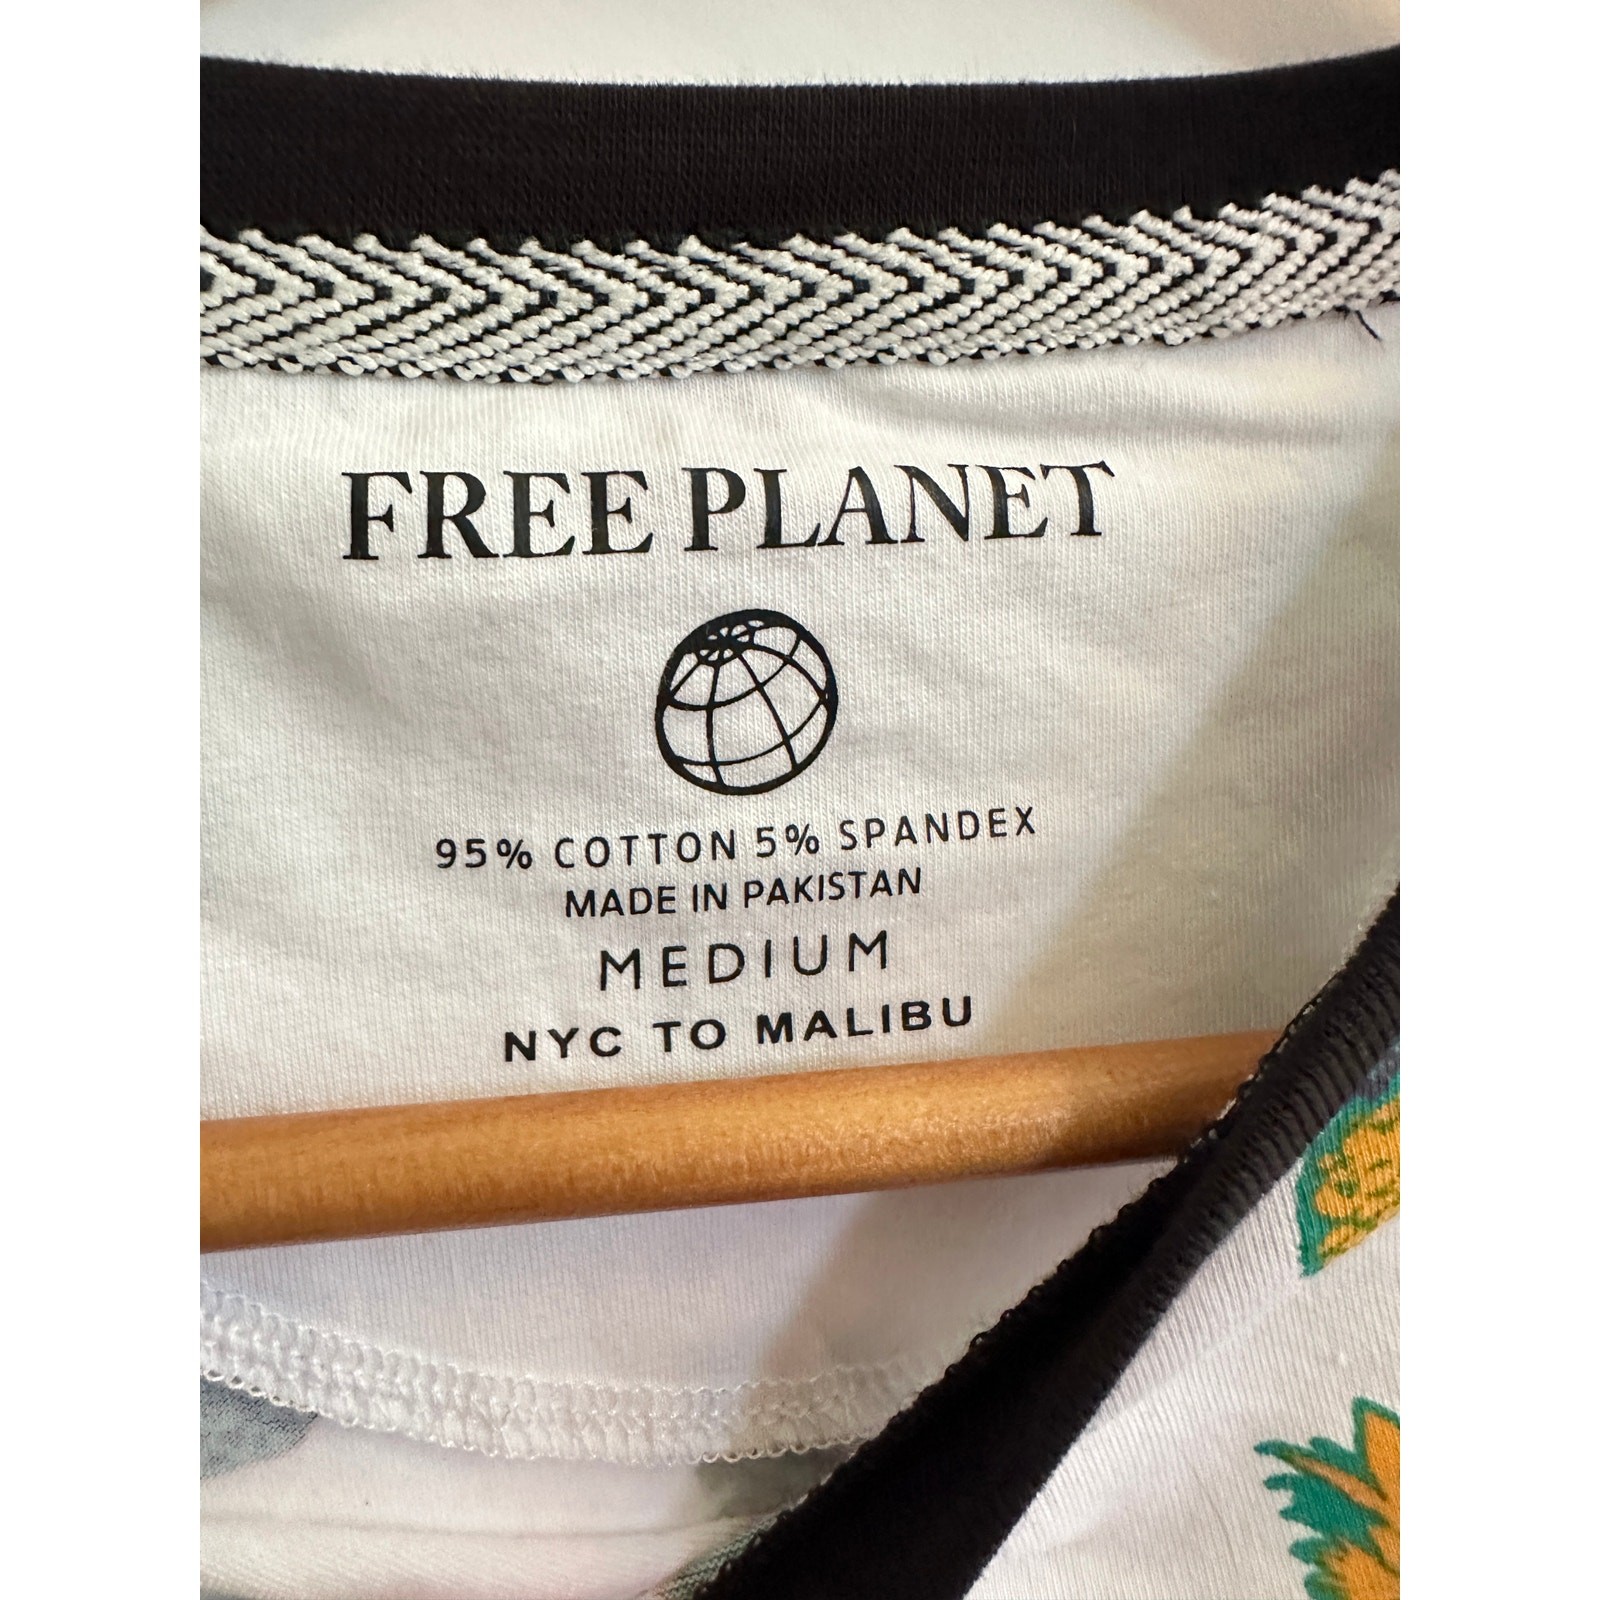 FREE PLANET
95% COTTON 5% SPANDEX
MADE IN PAKISTAN
MEDIUM
NYC TO MALIBU